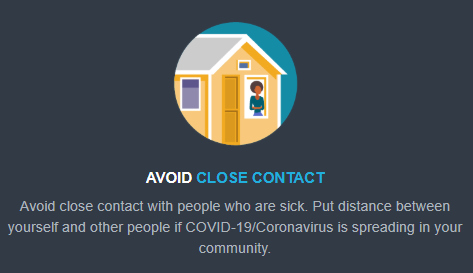 AVOID CLOSE CONTACT
Avoid close contact with people who are sick. Put distance between
yourself and other people if COVID-19/Coronavirus is spreading in your
community.